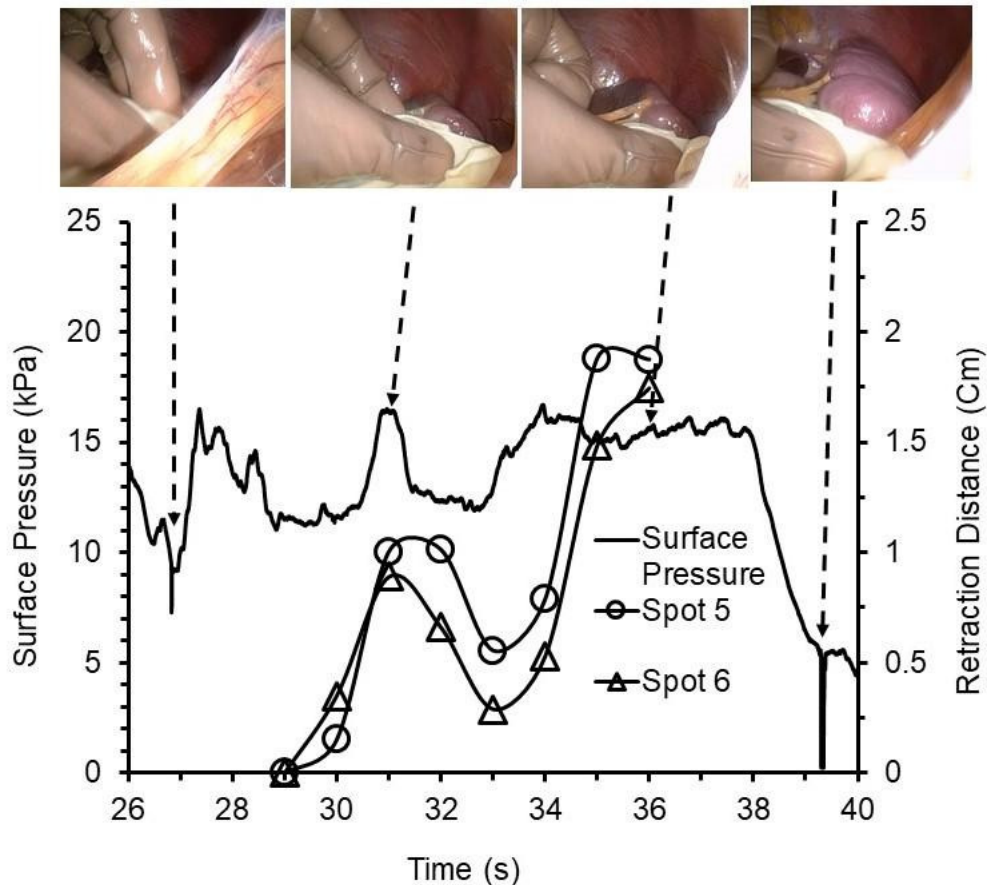 25
20
15
10
5
0
Surface Pressure (kPa)
2.5
2
1.5
1
0.5
0
Retraction Distance (Cm)
Surface
Pressure
Spot 5
Spot 6
26 28 30 32 34 36 38 40
Time (s)